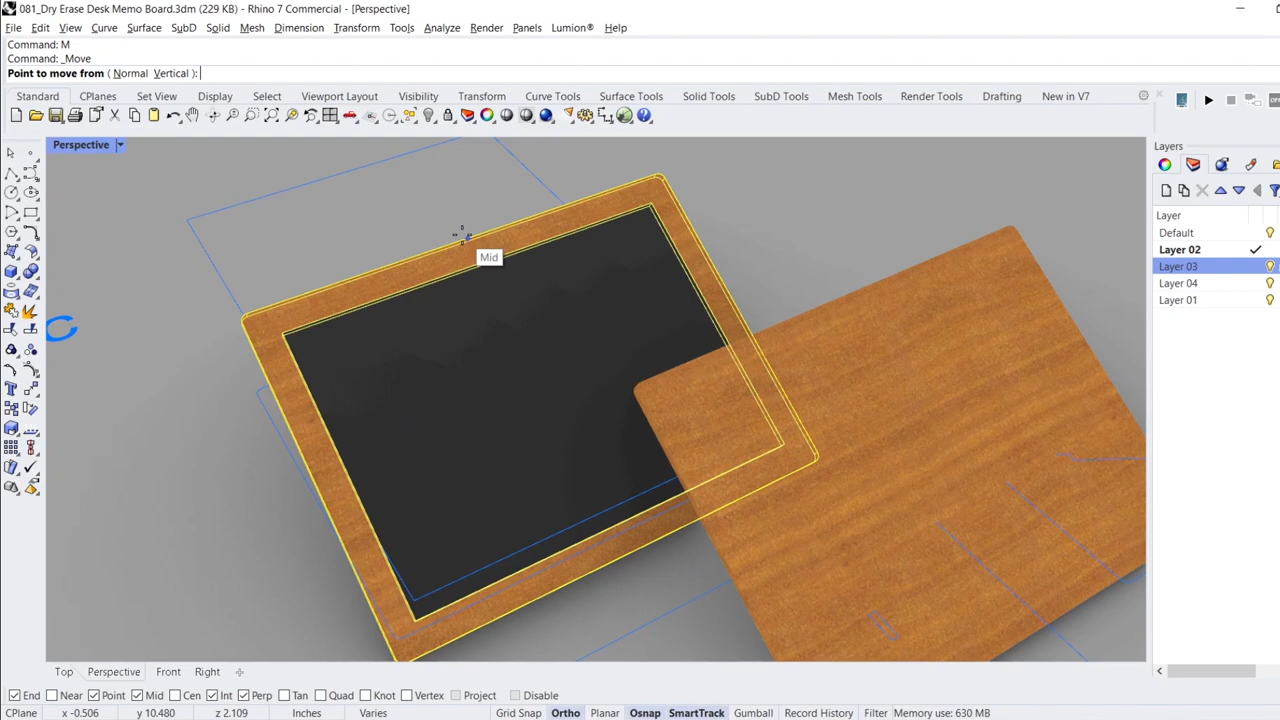 081_Dry Erase Desk Memo Board.3dm (229 KB) - Rhino 7 Commercial - [Perspective]
File Edit View Curve Surface SubD Solid Mesh Dimension Transform Tools Analyze Render Panels Lumion® Help
Command: M
Command: _Move
Point to move from ( Normal Vertical ):
Standard CPlanes Set View Display Select Viewport Layout Visibility Transform Curve Tools Surface Tools Solid Tools SubD Tools Mesh Tools Render Tools Drafting New in V7
Perspective
Layers
Layer
Default
Layer 02
Layer 03
Layer 04
Layer 01
Mid
Top Perspective Front Right
End Near Point Mid Cen Int Perp Tan Quad Knot Vertex Project Disable
CPlane x -0.506 y 10.480 z 2.109 Inches Varies Grid Snap Ortho Planar Osnap SmartTrack Gumball Record History Filter Memory use: 630 MB